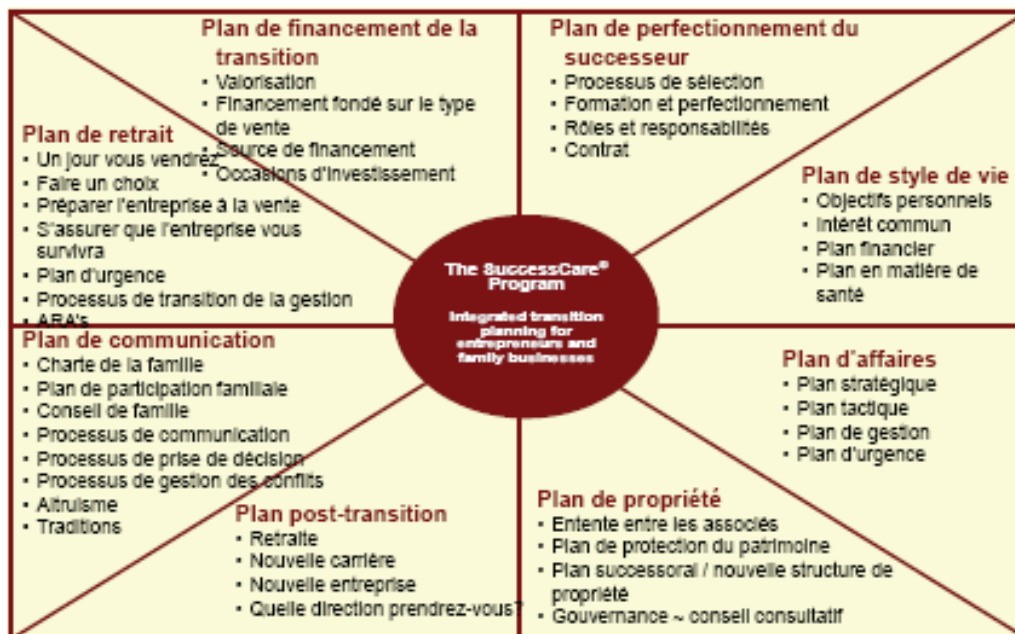 Plan de financement de la
transition
• Valorisation
• Financement fondé sur le type
de vente
• Source de financement
• Occasions d'investissement
Plan de perfectionnement du
successeur
• Processus de sélection
• Formation et perfectionnement
• Rôles et responsabilités
• Contrat
Plan de retrait
• Un jour vous vendrez
• Faire un choix
• Préparer l'entreprise à la vente
• S'assurer que l'entreprise vous
survivra
• Plan d'urgence
• Processus de transition de la gestion
• ARA's
Plan de style de vie
• Objectifs personnels
• Intérêt commun
• Plan financier
• Plan en matière de
santé
The SuccessCare®
Program
Integrated transition
planning for
entrepreneurs and
family businesses
Plan de communication
• Charte de la famille
• Plan de participation familiale
• Conseil de famille
• Processus de communication
• Processus de prise de décision
• Processus de gestion des conflits
• Altruisme
• Traditions
Plan d'affaires
• Plan stratégique
• Plan tactique
• Plan de gestion
• Plan d'urgence
Plan post-transition
• Retraite
• Nouvelle carrière
• Nouvelle entreprise
• Quelle direction prendrez-vous?
Plan de propriété
• Entente entre les associés
• Plan de protection du patrimoine
• Plan successoral / nouvelle structure de
propriété
• Gouvernance ~ conseil consultatif